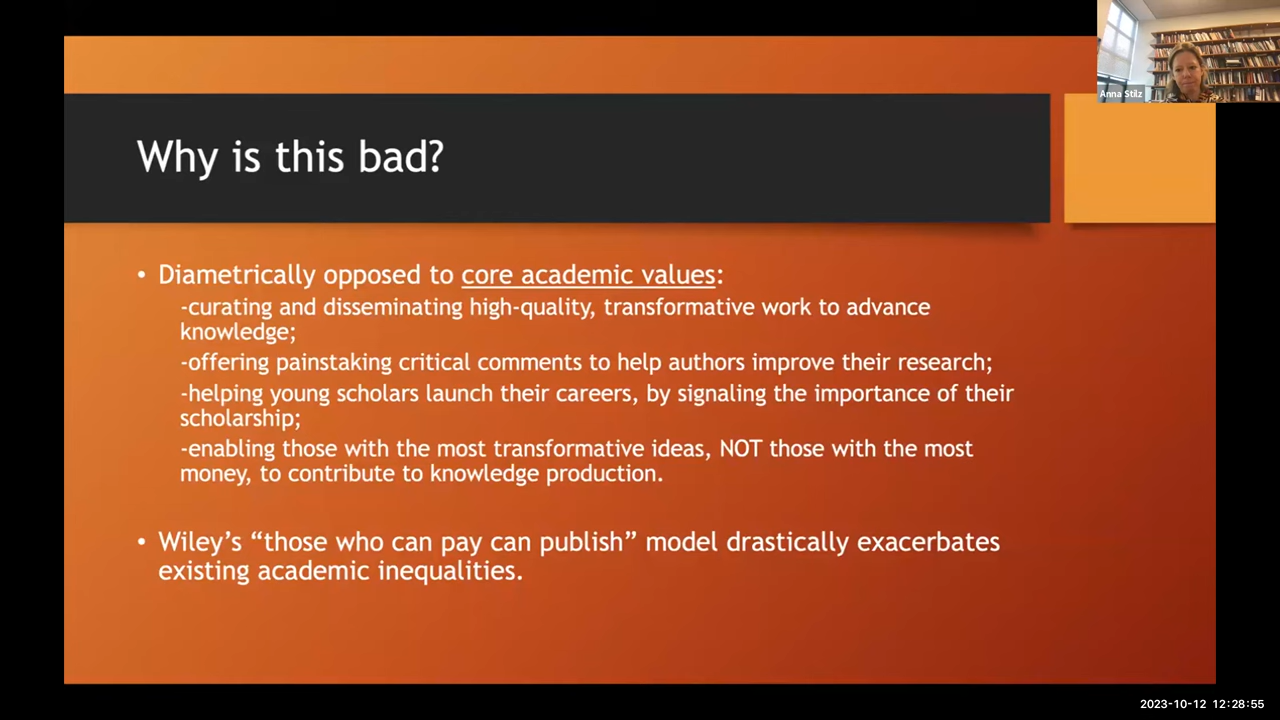 Anna Stilz
Why is this bad?
• Diametrically opposed to core academic values:
-curating and disseminating high-quality, transformative work to advance
knowledge;
-offering painstaking critical comments to help authors improve their research;
-helping young scholars launch their careers, by signaling the importance of their
scholarship;
-enabling those with the most transformative ideas, NOT those with the most
money, to contribute to knowledge production.
• Wiley’s “those who can pay can publish” model drastically exacerbates
existing academic inequalities.
2023-10-12 12:28:55